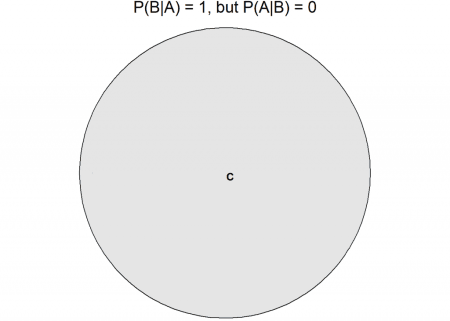 P(B|A) = 1, but P(A|B) = 0
c